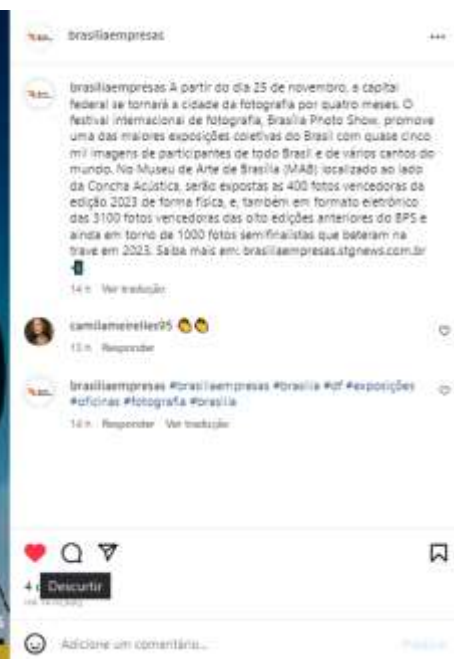 brasiliaempresas
brasiliaempresas A partir do dia 25 de novembro, a capital
federal se tornará a cidade da fotografia por quatro meses. O
festival internacional de fotografia, Brasília Photo Show, promove
uma das maiores exposições coletivas do Brasil com quase cinco
mil imagens de participantes de todo Brasil e de vários cantos do
mundo. No Museu de Arte de Brasília (MAB) localizado ao lado
da Concha Acústica, serão expostas as 400 fotos vencedoras da
edição 2023 de forma física, e, também em formato eletrônico
das 3100 fotos vencedoras das oito edições anteriores do BPS e
ainda em torno de 1000 fotos semifinalistas que bateram na
trave em 2023. Saiba mais em: brasiliaempresas.stgnews.com.br
14 h Ver tradução
camilameirelles95
13 h Responder
brasiliaempresas #brasiliaempresas #brasilia #df #exposições
#oficinas #fotografia #brasília
14 h Responder Ver tradução
4
Descurtir
Adicione um comentário...